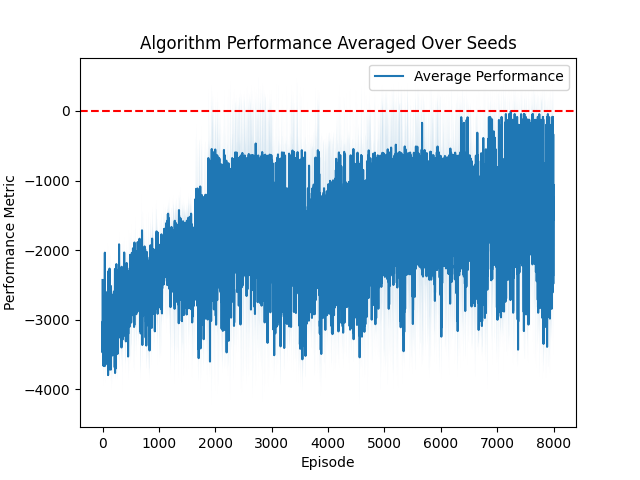 Algorithm Performance Averaged Over Seeds
Average Performance
0
−1000
−2000
−3000
−4000
Performance Metric
0 1000 2000 3000 4000 5000 6000 7000 8000
Episode